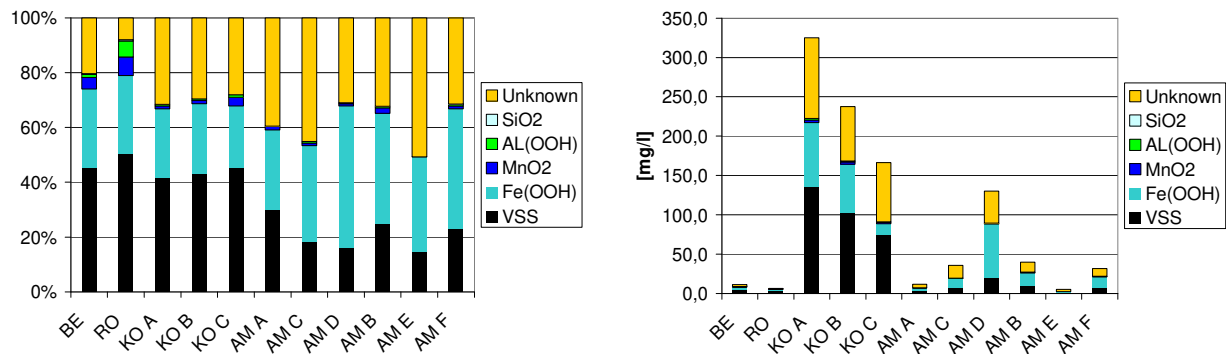 100%
80%
60%
40%
20%
0%
BE
RO
KO A
KO B
KO C
AM A
AM C
AM D
AM B
AM E
AM F
Unknown
SiO2
AL(OOH)
MnO2
Fe(OOH)
VSS
[mg/l]
350,0
300,0
250,0
200,0
150,0
100,0
50,0
0,0
BE
RO
KO A
KO B
KO C
AM A
AM C
AM D
AM B
AM E
AM F
Unknown
SiO2
AL(OOH)
MnO2
Fe(OOH)
VSS